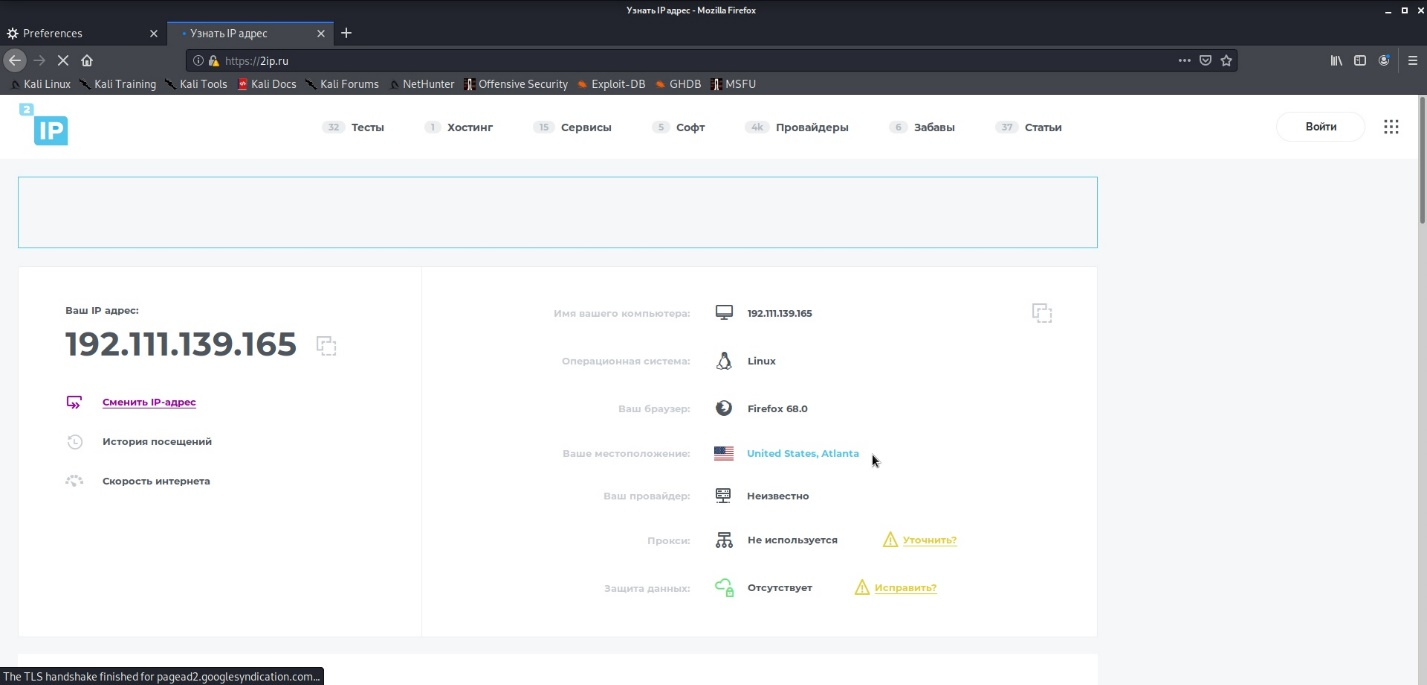 Узнать IP адрес - Mozilla Firefox
Preferences
Узнать IP адрес
https://2ip.ru
Kali Linux Kali Training Kali Tools Kali Docs Kali Forums NetHunter Offensive Security Exploit-DB GHDB MSFU
2 IP
32 Тесты 1 Хостинг 15 Сервисы 5 Софт 4k Провайдеры 6 Забавы 37 Статьи Войти
Ваш IP адрес:
192.111.139.165
Сменить IP-адрес
История посещений
Скорость интернета
Имя вашего компьютера: 192.111.139.165
Операционная система: Linux
Ваш браузер: Firefox 68.0
Ваше местоположение: United States, Atlanta
Ваш провайдер: Неизвестно
Прокси: Не используется Уточнить?
Защита данных: Отсутствует Исправить?
The TLS handshake finished for pagead2.googlesyndication.com...